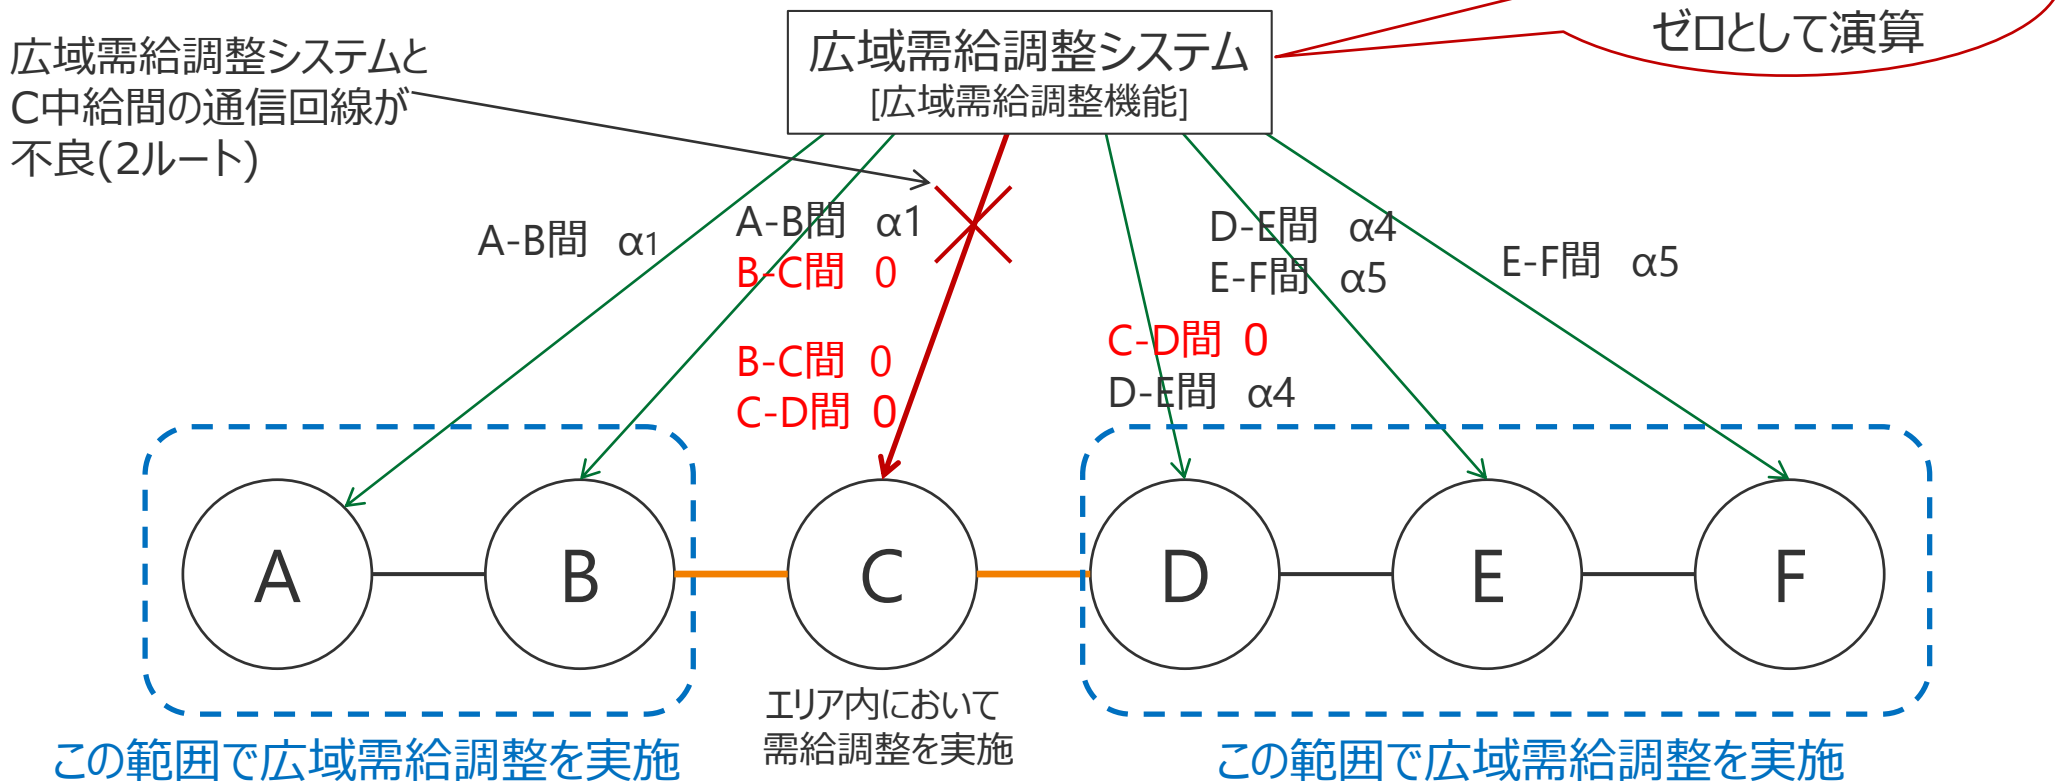 ゼロとして演算
広域需給調整システムと
C中給間の通信回線が
不良(2ルート)
広域需給調整システム
[広域需給調整機能]
A-B間 α1
A-B間 α1
B-C間 0
B-C間 0
C-D間 0
D-E間 α4
E-F間 α5
C-D間 0
D-E間 α4
E-F間 α5
A
B
C
D
E
F
エリア内において
需給調整を実施
この範囲で広域需給調整を実施
この範囲で広域需給調整を実施